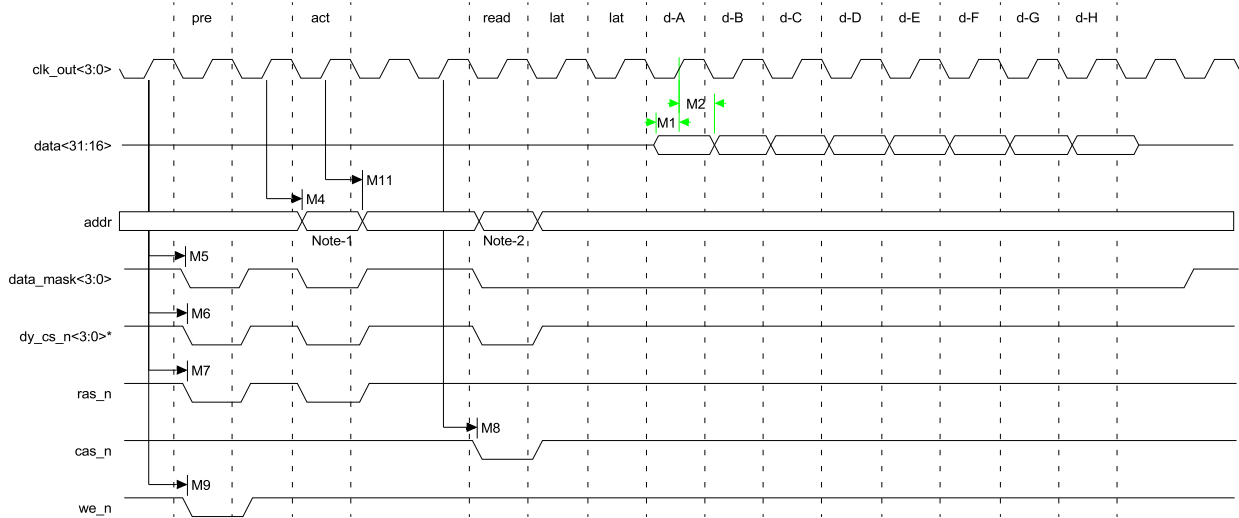 pre act read lat lat d-A d-B d-C d-D d-E d-F d-G d-H
clk_out<3:0>
M2
M1
data<31:16>
M11
M4
addr
Note-1 Note-2
M5
data_mask<3:0>
M6
dy_cs_n<3:0>*
M7
ras_n
M8
cas_n
M9
we_n